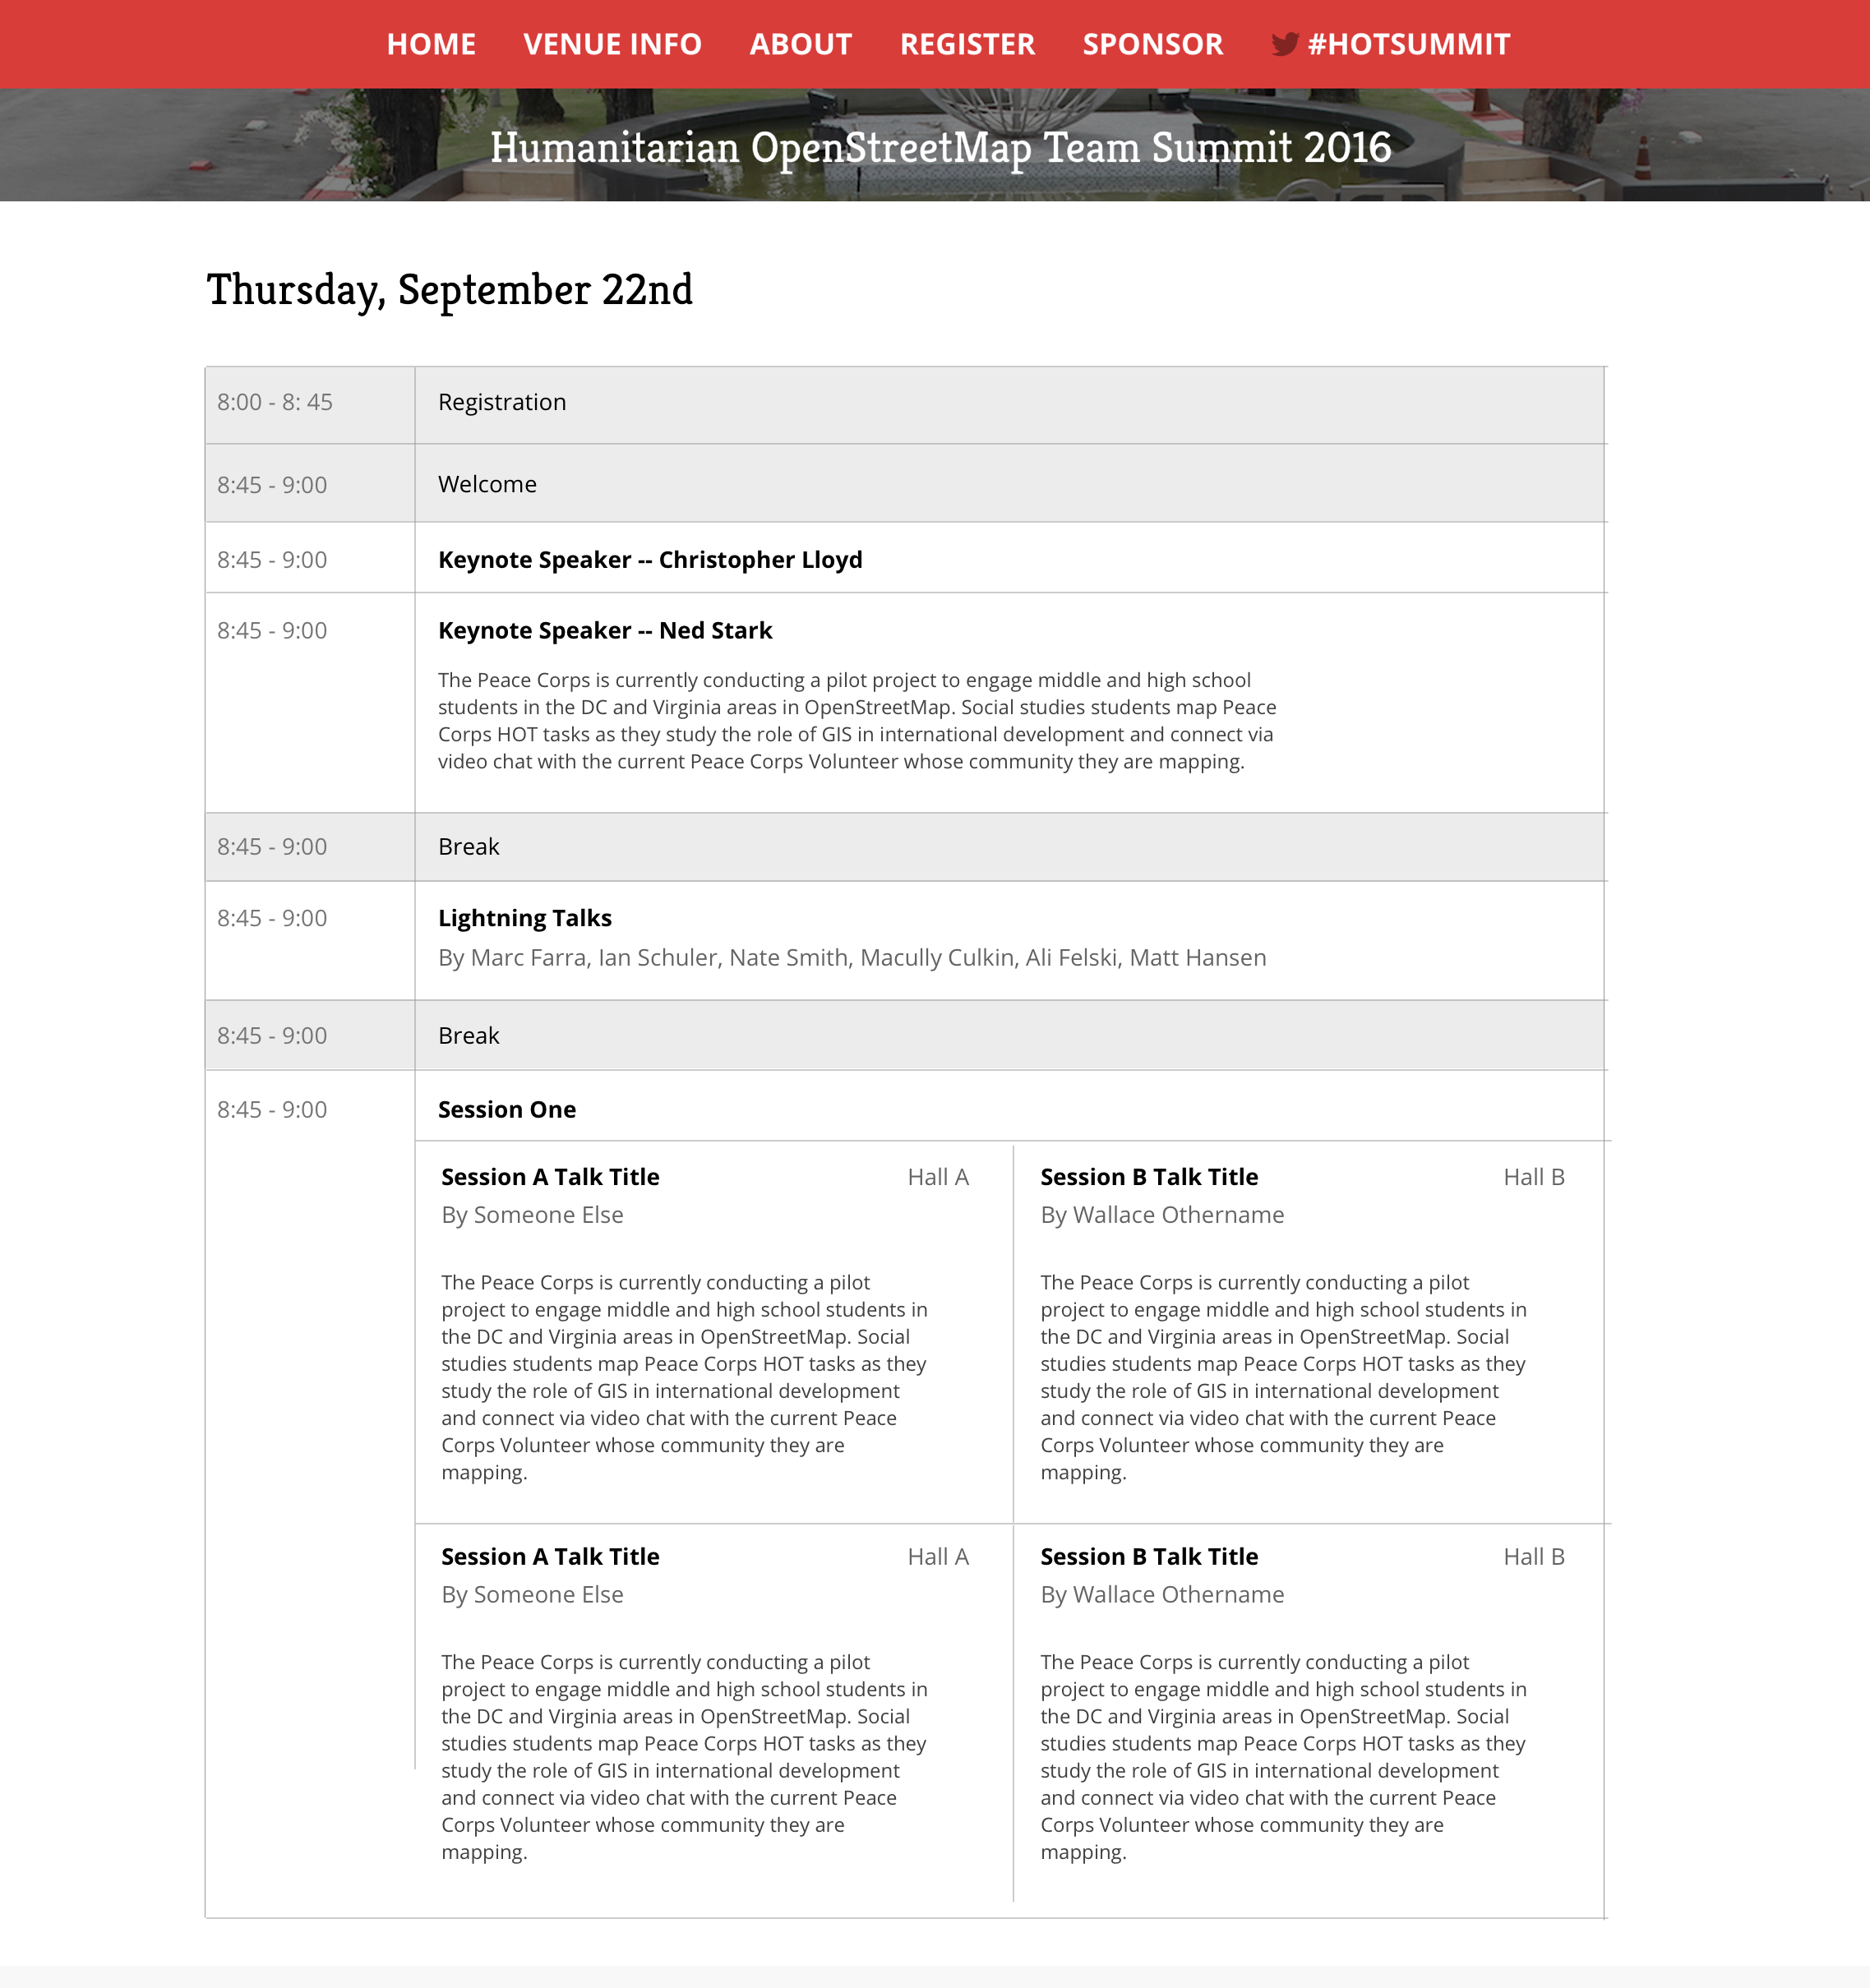 HOME VENUE INFO ABOUT REGISTER SPONSOR #HOTSUMMIT
Humanitarian OpenStreetMap Team Summit 2016
Thursday, September 22nd
8:00 - 8: 45 Registration
8:45 - 9:00 Welcome
8:45 - 9:00 Keynote Speaker -- Christopher Lloyd
8:45 - 9:00 Keynote Speaker -- Ned Stark
The Peace Corps is currently conducting a pilot project to engage middle and high school
students in the DC and Virginia areas in OpenStreetMap. Social studies students map Peace
Corps HOT tasks as they study the role of GIS in international development and connect via
video chat with the current Peace Corps Volunteer whose community they are mapping.
8:45 - 9:00 Break
8:45 - 9:00 Lightning Talks
By Marc Farra, Ian Schuler, Nate Smith, Macully Culkin, Ali Felski, Matt Hansen
8:45 - 9:00 Break
8:45 - 9:00 Session One
Session A Talk Title Hall A
By Someone Else
The Peace Corps is currently conducting a pilot
project to engage middle and high school students in
the DC and Virginia areas in OpenStreetMap. Social
studies students map Peace Corps HOT tasks as they
study the role of GIS in international development
and connect via video chat with the current Peace
Corps Volunteer whose community they are
mapping.
Session B Talk Title Hall B
By Wallace Othername
The Peace Corps is currently conducting a pilot
project to engage middle and high school students in
the DC and Virginia areas in OpenStreetMap. Social
studies students map Peace Corps HOT tasks as they
study the role of GIS in international development
and connect via video chat with the current Peace
Corps Volunteer whose community they are
mapping.
Session A Talk Title Hall A
By Someone Else
The Peace Corps is currently conducting a pilot
project to engage middle and high school students in
the DC and Virginia areas in OpenStreetMap. Social
studies students map Peace Corps HOT tasks as they
study the role of GIS in international development
and connect via video chat with the current Peace
Corps Volunteer whose community they are
mapping.
Session B Talk Title Hall B
By Wallace Othername
The Peace Corps is currently conducting a pilot
project to engage middle and high school students in
the DC and Virginia areas in OpenStreetMap. Social
studies students map Peace Corps HOT tasks as they
study the role of GIS in international development
and connect via video chat with the current Peace
Corps Volunteer whose community they are
mapping.